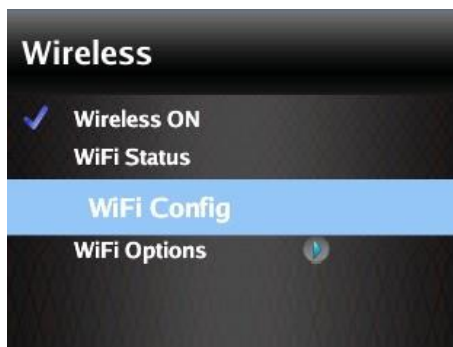 Wireless
Wireless ON
WiFi Status
WiFi Config
WiFi Options